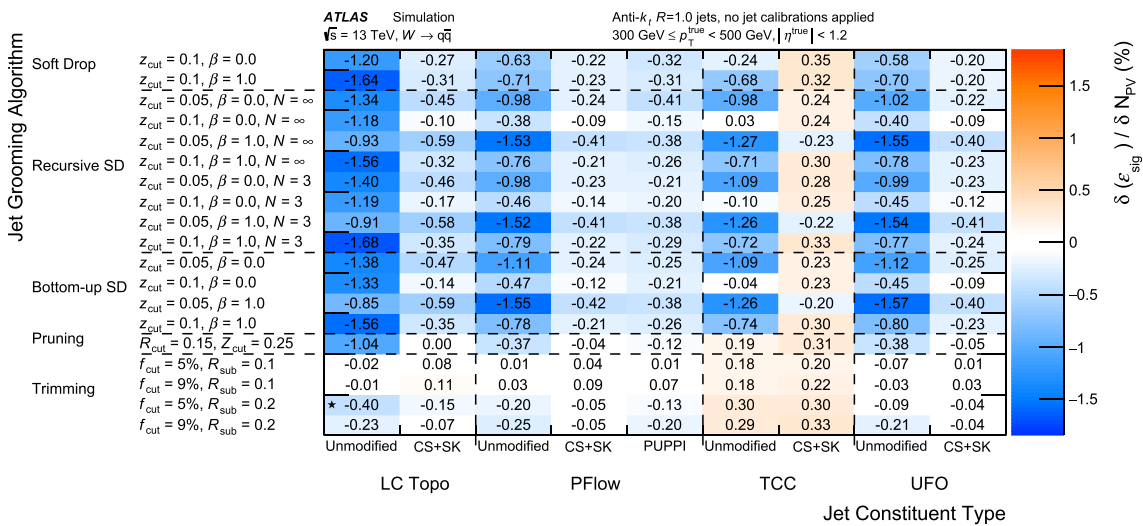 ATLAS Simulation
√s = 13 TeV, W → qq̄
Anti-kt R=1.0 jets, no jet calibrations applied
300 GeV ≤ pT^true < 500 GeV, |η^true| < 1.2
Jet Grooming Algorithm
Soft Drop
zcut = 0.1, β = 0.0 -1.20 -0.27 -0.63 -0.22 -0.32 -0.24 0.35 -0.58 -0.20
zcut = 0.1, β = 1.0 -1.64 -0.31 -0.71 -0.23 -0.31 -0.68 0.32 -0.70 -0.20
Recursive SD
zcut = 0.05, β = 0.0, N = ∞ -1.34 -0.45 -0.98 -0.24 -0.41 -0.98 0.24 -1.02 -0.22
zcut = 0.1, β = 0.0, N = ∞ -1.18 -0.10 -0.38 -0.09 -0.15 0.03 0.24 -0.40 -0.09
zcut = 0.05, β = 1.0, N = ∞ -0.93 -0.59 -1.53 -0.41 -0.38 -1.27 -0.23 -1.55 -0.40
zcut = 0.1, β = 1.0, N = ∞ -1.56 -0.32 -0.76 -0.21 -0.26 -0.71 0.30 -0.78 -0.23
zcut = 0.05, β = 0.0, N = 3 -1.40 -0.46 -0.98 -0.23 -0.21 -1.09 0.28 -0.99 -0.23
zcut = 0.1, β = 0.0, N = 3 -1.19 -0.17 -0.46 -0.14 -0.20 -0.10 0.25 -0.45 -0.12
zcut = 0.05, β = 1.0, N = 3 -0.91 -0.58 -1.52 -0.41 -0.38 -1.26 -0.22 -1.54 -0.41
zcut = 0.1, β = 1.0, N = 3 -1.68 -0.35 -0.79 -0.22 -0.29 -0.72 0.33 -0.77 -0.24
Bottom-up SD
zcut = 0.05, β = 0.0 -1.38 -0.47 -1.11 -0.24 -0.25 -1.09 0.23 -1.12 -0.25
zcut = 0.1, β = 0.0 -1.33 -0.14 -0.47 -0.12 -0.21 -0.04 0.23 -0.45 -0.09
zcut = 0.05, β = 1.0 -0.85 -0.59 -1.55 -0.42 -0.38 -1.26 -0.20 -1.57 -0.40
zcut = 0.1, β = 1.0 -1.56 -0.35 -0.78 -0.21 -0.26 -0.74 0.30 -0.80 -0.23
Pruning
Rcut = 0.15, Zcut = 0.25 -1.04 0.00 -0.37 -0.04 -0.12 0.19 0.31 -0.38 -0.05
Trimming
fcut = 5%, Rsub = 0.1 -0.02 0.08 0.01 0.04 0.01 0.18 0.20 -0.07 0.01
fcut = 9%, Rsub = 0.1 -0.01 0.11 0.03 0.09 0.07 0.18 0.22 -0.03 0.03
fcut = 5%, Rsub = 0.2 ★ -0.40 -0.15 -0.20 -0.05 -0.13 0.30 0.30 -0.09 -0.04
fcut = 9%, Rsub = 0.2 -0.23 -0.07 -0.25 -0.05 -0.20 0.29 0.33 -0.21 -0.04
Unmodified CS+SK Unmodified CS+SK PUPPI Unmodified CS+SK Unmodified CS+SK
LC Topo PFlow TCC UFO
Jet Constituent Type
1.5
1
0.5
0
−0.5
−1
−1.5
δ (εsig) / δ NPV (%)